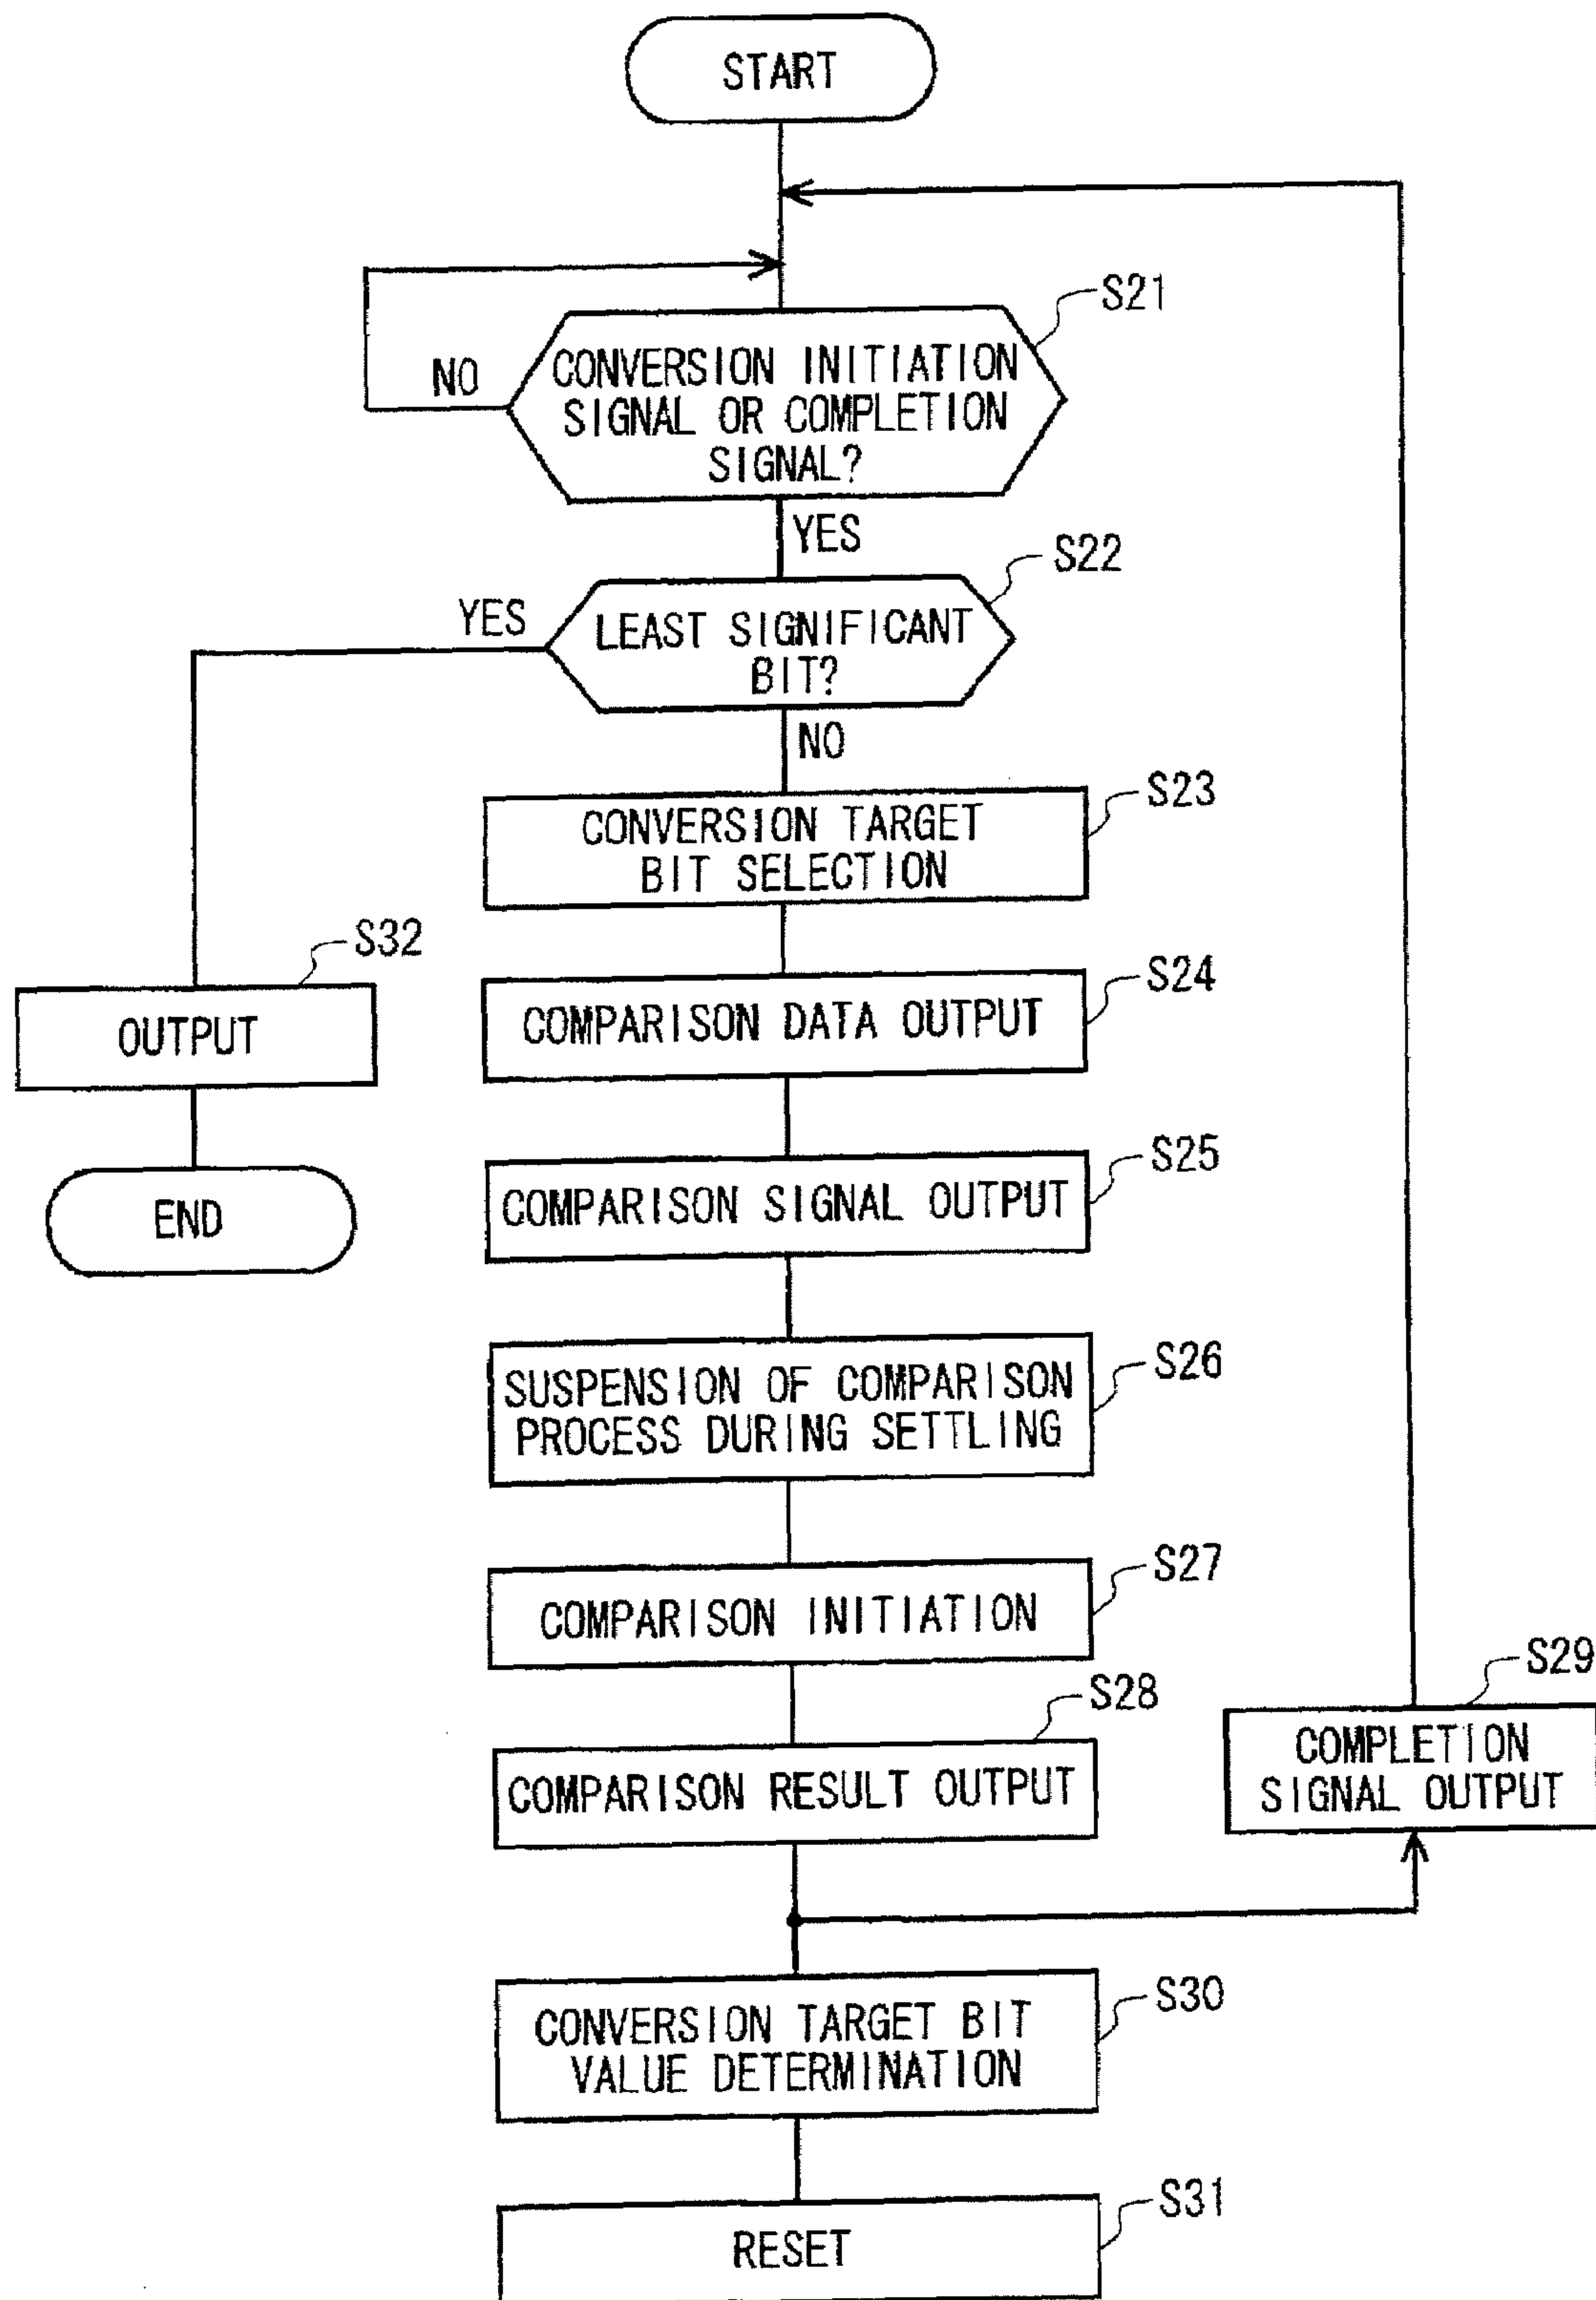 START
S21
NO
CONVERSION INITIATION
SIGNAL OR COMPLETION
SIGNAL?
YES
S22
YES
LEAST SIGNIFICANT
BIT?
NO
S23
CONVERSION TARGET
BIT SELECTION
S32
OUTPUT
S24
COMPARISON DATA OUTPUT
END
S25
COMPARISON SIGNAL OUTPUT
S26
SUSPENSION OF COMPARISON
PROCESS DURING SETTLING
S27
COMPARISON INITIATION
S28
COMPARISON RESULT OUTPUT
S29
COMPLETION
SIGNAL OUTPUT
S30
CONVERSION TARGET BIT
VALUE DETERMINATION
S31
RESET